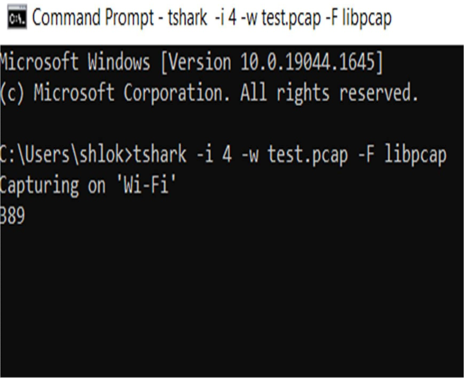 Command Prompt - tshark -i 4 -w test.pcap -F libpcap
Microsoft Windows [Version 10.0.19044.1645]
(c) Microsoft Corporation. All rights reserved.
C:\Users\shlok>tshark -i 4 -w test.pcap -F libpcap
Capturing on 'Wi-Fi'
389